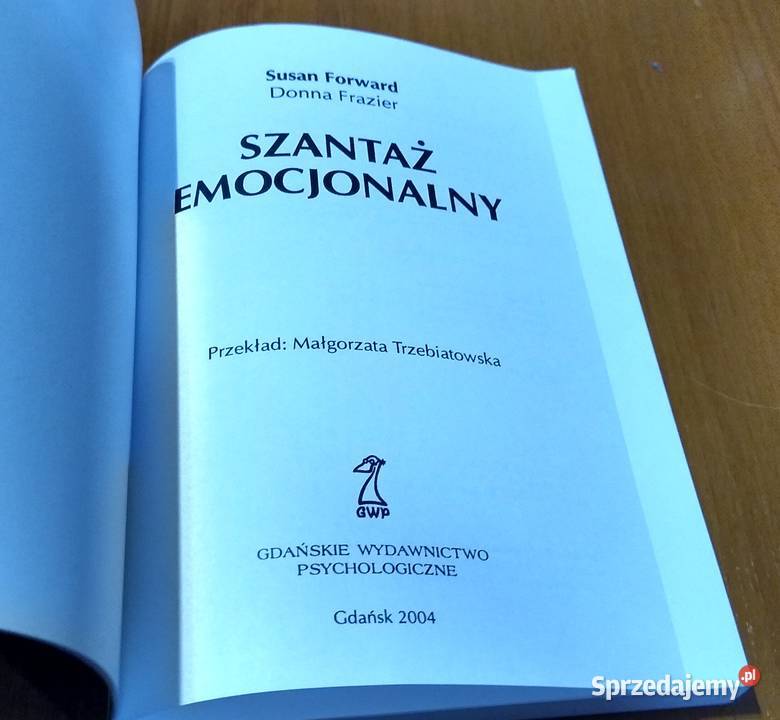 Susan Forward
Donna Frazier
SZANTAŻ
EMOCJONALNY
Przekład: Małgorzata Trzebiatowska
GWP
GDAŃSKIE WYDAWNICTWO
PSYCHOLOGICZNE
Gdańsk 2004
Sprzedajemy.pl